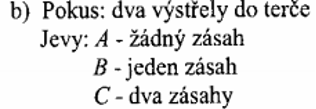 b) Pokus: dva výstřely do terče
Jevy: A - žádný zásah
B - jeden zásah
C - dva zásahy